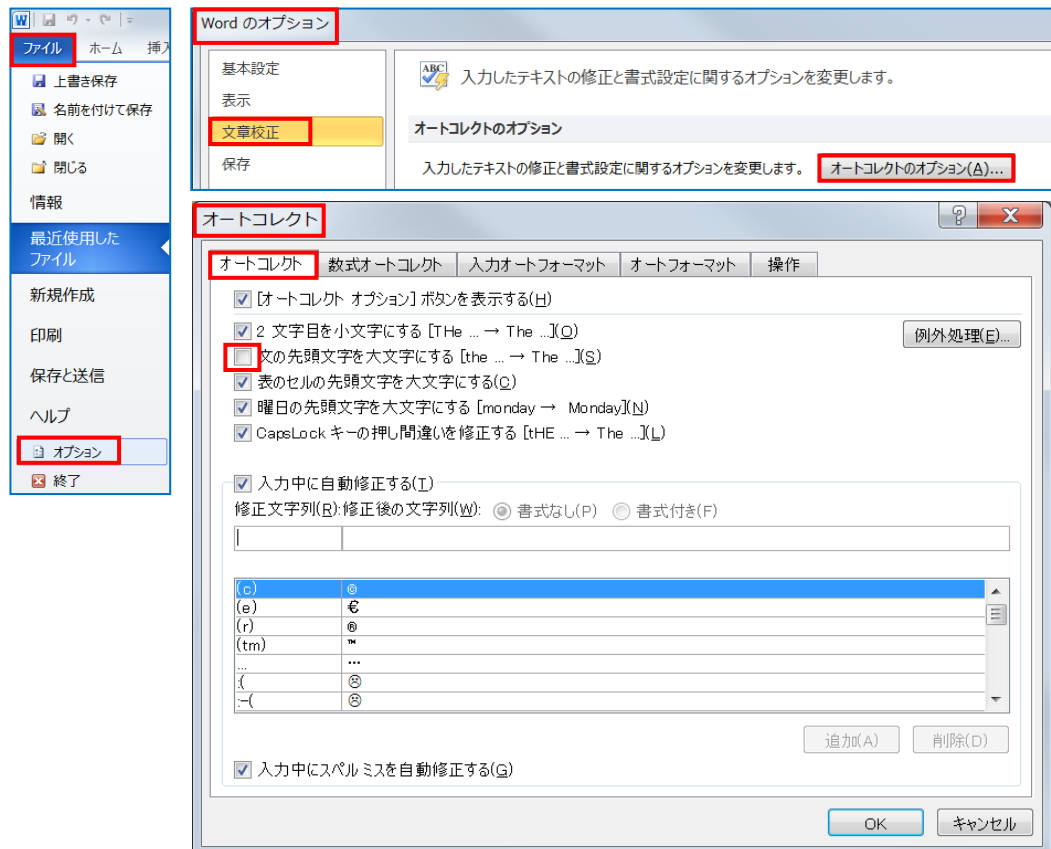 ファイル ホーム 挿入
上書き保存
名前を付けて保存
開く
閉じる
情報
最近使用した
ファイル
新規作成
印刷
保存と送信
ヘルプ
オプション
終了
Word のオプション
基本設定
表示
文章校正
保存
ABC
入力したテキストの修正と書式設定に関するオプションを変更します。
オートコレクトのオプション
入力したテキストの修正と書式設定に関するオプションを変更します。 オートコレクトのオプション(A)...
オートコレクト
オートコレクト 数式オートコレクト 入力オートフォーマット オートフォーマット 操作
[オートコレクト オプション] ボタンを表示する(H)
2 文字目を小文字にする [THe ... → The ...](O)
例外処理(E)...
文の先頭文字を大文字にする [the ... → The ...](S)
表のセルの先頭文字を大文字にする(C)
曜日の先頭文字を大文字にする [monday → Monday](N)
CapsLock キーの押し間違いを修正する [tHE ... → The ...](L)
入力中に自動修正する(T)
修正文字列(R): 修正後の文字列(W): 書式なし(P) 書式付き(F)
(c) ©
(e) €
(r) ®
(tm) ™
... …
:( ☹
:-( ☹
追加(A) 削除(D)
入力中にスペル ミスを自動修正する(G)
OK キャンセル